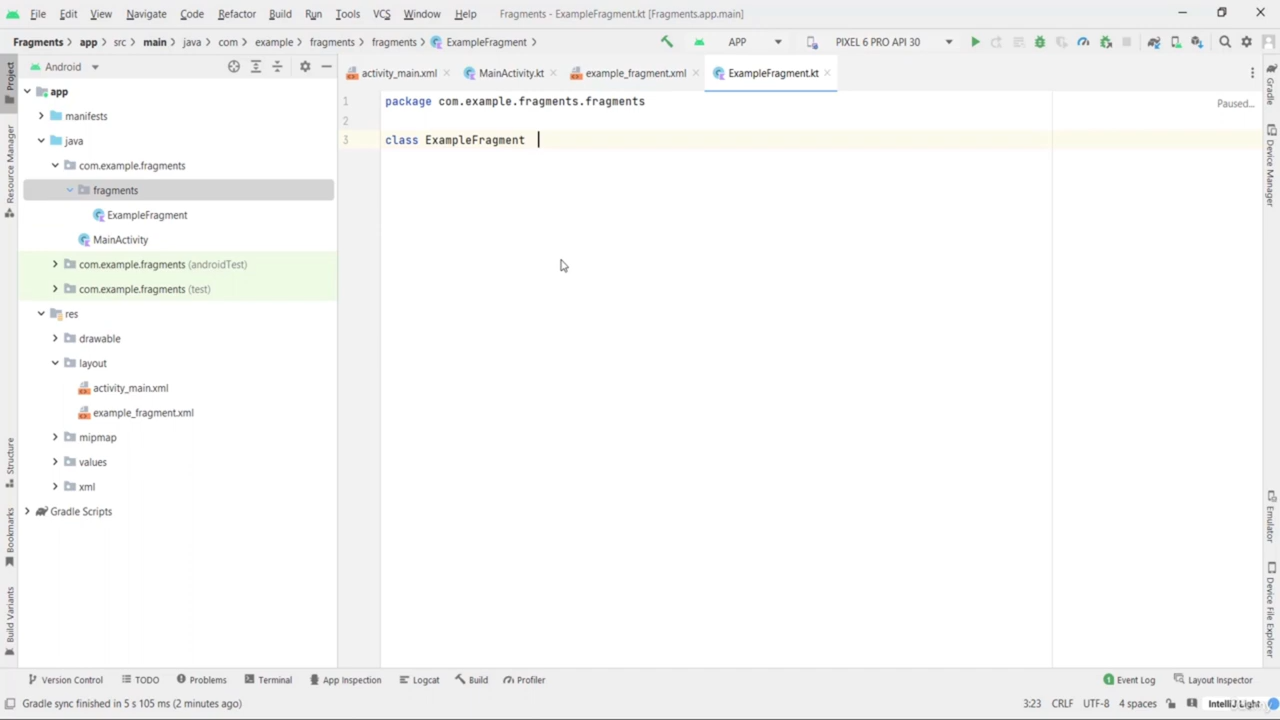 File Edit View Navigate Code Refactor Build Run Tools VCS Window Help Fragments - ExampleFragment.kt [Fragments.app.main]
Fragments app src main java com example fragments fragments ExampleFragment APP PIXEL 6 PRO API 30
Android activity_main.xml MainActivity.kt example_fragment.xml ExampleFragment.kt
Project
Resource Manager
Structure
Bookmarks
Build Variants
app
manifests
java
com.example.fragments
fragments
ExampleFragment
MainActivity
com.example.fragments (androidTest)
com.example.fragments (test)
res
drawable
layout
activity_main.xml
example_fragment.xml
mipmap
values
xml
Gradle Scripts
1 package com.example.fragments.fragments
2
3 class ExampleFragment
Paused...
Gradle
Device Manager
Emulator
Device File Explorer
Version Control TODO Problems Terminal App Inspection Logcat Build Profiler Event Log Layout Inspector
Gradle sync finished in 5 s 105 ms (2 minutes ago) 3:23 CRLF UTF-8 4 spaces IntelliJ Light